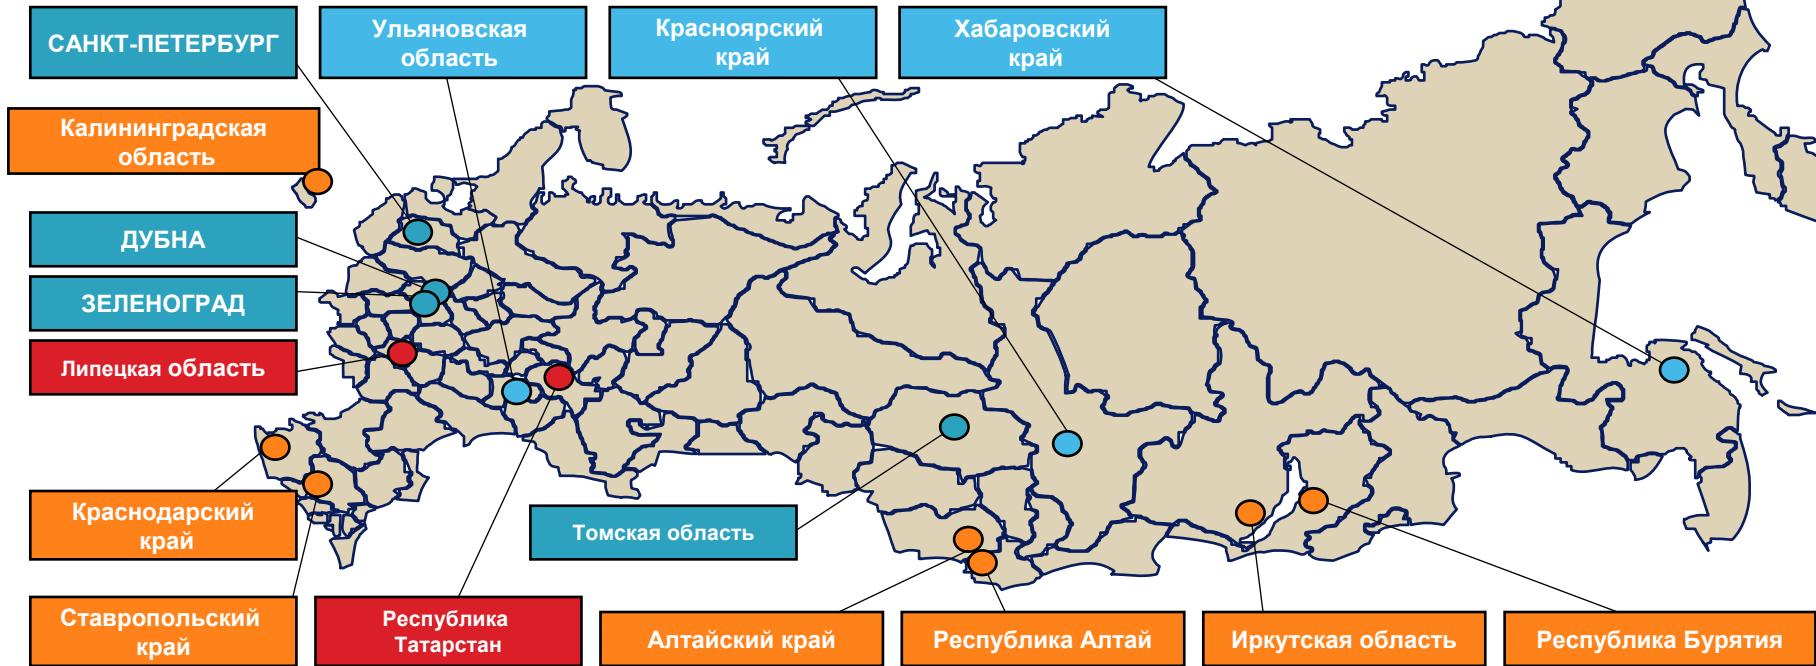 САНКТ-ПЕТЕРБУРГ
Ульяновская
область
Красноярский
край
Хабаровский
край
Калининградская
область
ДУБНА
ЗЕЛЕНОГРАД
Липецкая область
Краснодарский
край
Томская область
Ставропольский
край
Республика
Татарстан
Алтайский край
Республика Алтай
Иркутская область
Республика Бурятия